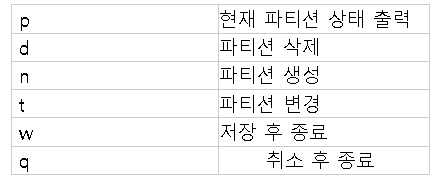 p 현재 파티션 상태 출력
d 파티션 삭제
n 파티션 생성
t 파티션 변경
w 저장 후 종료
q 취소 후 종료